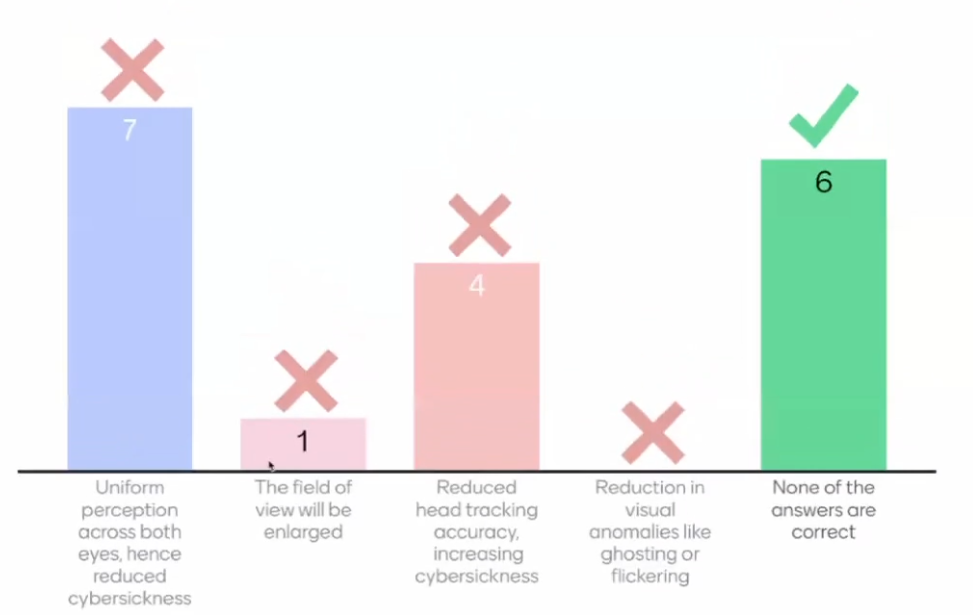 7
1
4
6
Uniform
perception
across both
eyes, hence
reduced
cybersickness
The field of
view will be
enlarged
Reduced
head tracking
accuracy,
increasing
cybersickness
Reduction in
visual
anomalies like
ghosting or
flickering
None of the
answers are
correct